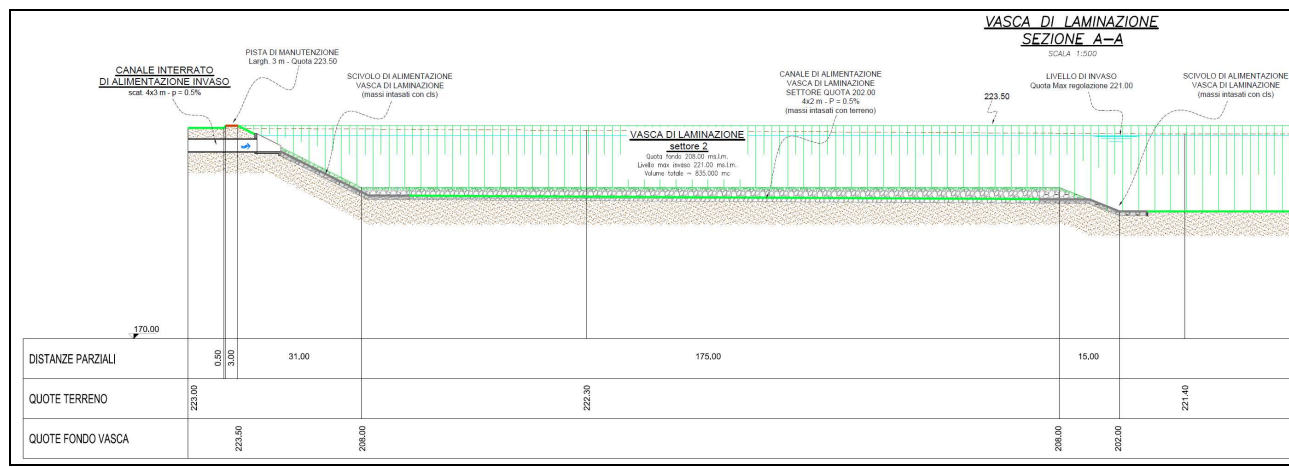 VASCA DI LAMINAZIONE
SEZIONE A–A
SCALA 1:500
PISTA DI MANUTENZIONE
Largh. 3 m - Quota 223.50
CANALE INTERRATO
DI ALIMENTAZIONE INVASO
scat. 4x3 m - p = 0.5%
SCIVOLO DI ALIMENTAZIONE
VASCA DI LAMINAZIONE
(massi intasati con cls)
CANALE DI ALIMENTAZIONE
VASCA DI LAMINAZIONE
SETTORE QUOTA 202.00
4x2 m - P = 0.5%
(massi intasati con terreno)
223.50
LIVELLO DI INVASO
Quota Max regolazione 221.00
SCIVOLO DI ALIMENTAZIONE
VASCA DI LAMINAZIONE
(massi intasati con cls)
VASCA DI LAMINAZIONE
settore 2
Quota fondo 208.00 ms.l.m.
Livello max invaso 221.00 ms.l.m.
Volume totale ~ 835.000 mc
170.00
DISTANZE PARZIALI 0.50 3.00 31.00 175.00 15.00
QUOTE TERRENO 223.00 222.30 221.40
QUOTE FONDO VASCA 223.50 208.00 208.00 202.00